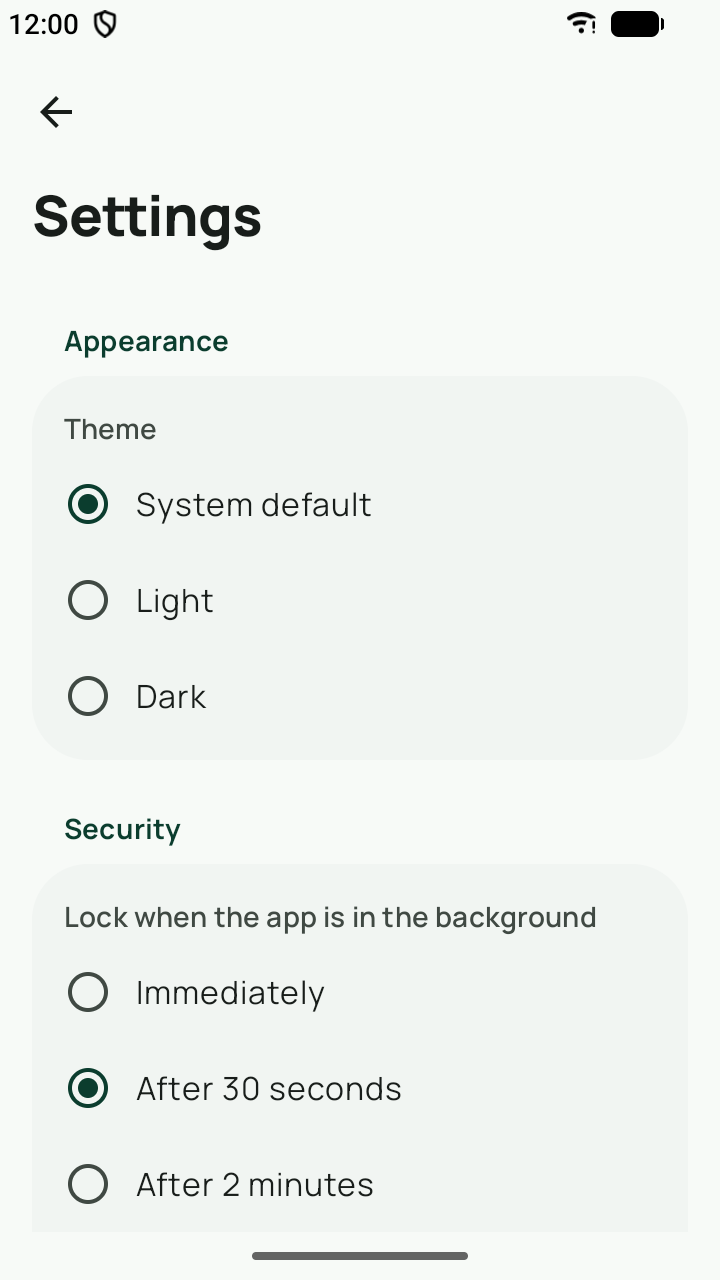 12:00
Settings
Appearance
Theme
System default
Light
Dark
Security
Lock when the app is in the background
Immediately
After 30 seconds
After 2 minutes